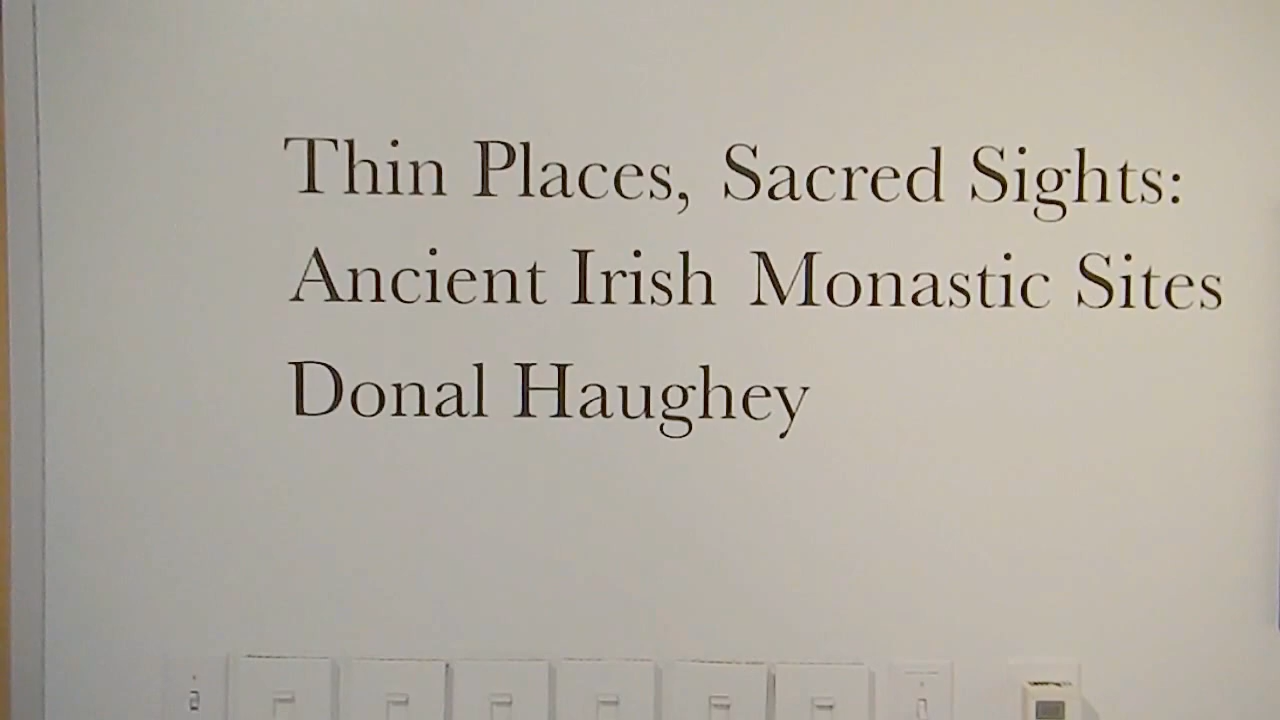 Thin Places, Sacred Sights:
Ancient Irish Monastic Sites
Donal Haughey